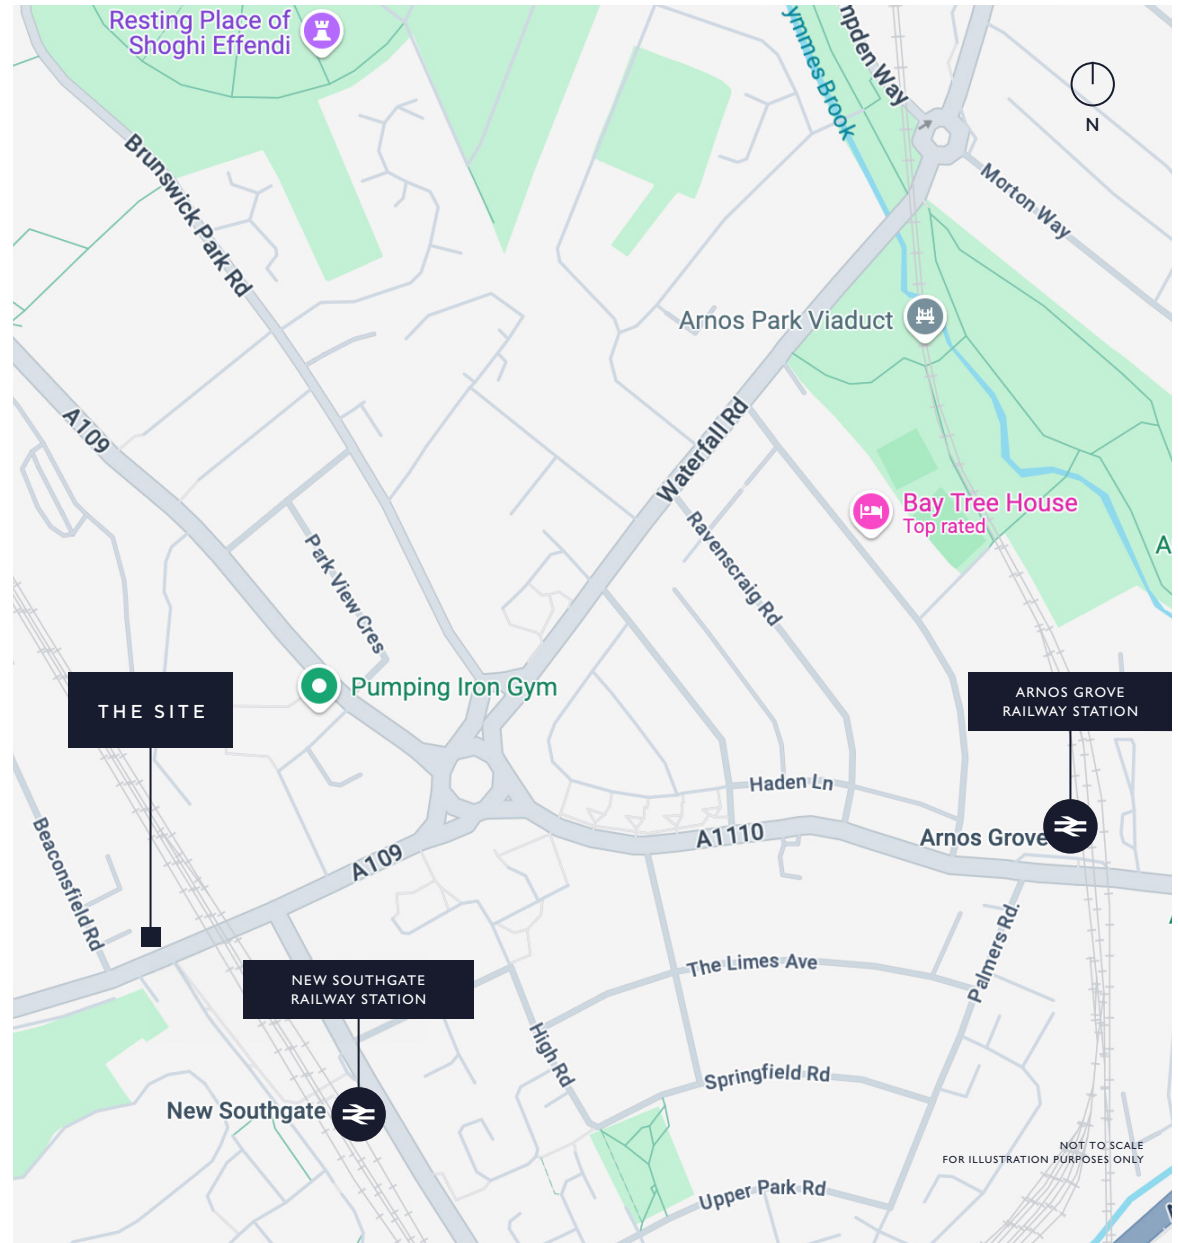 Resting Place of
Shoghi Effendi
ymmes Brook
mpden Way
N
Brunswick Park Rd
Morton Way
Arnos Park Viaduct
A109
Waterfall Rd
Bay Tree House
Top rated
Ravenscraig Rd
Park View Cres
A
Pumping Iron Gym
THE SITE
ARNOS GROVE
RAILWAY STATION
Haden Ln
A1110
Arnos Grove
A109
Beaconsfield Rd
Palmers Rd.
The Limes Ave
NEW SOUTHGATE
RAILWAY STATION
High Rd
Springfield Rd
New Southgate
NOT TO SCALE
FOR ILLUSTRATION PURPOSES ONLY
Upper Park Rd